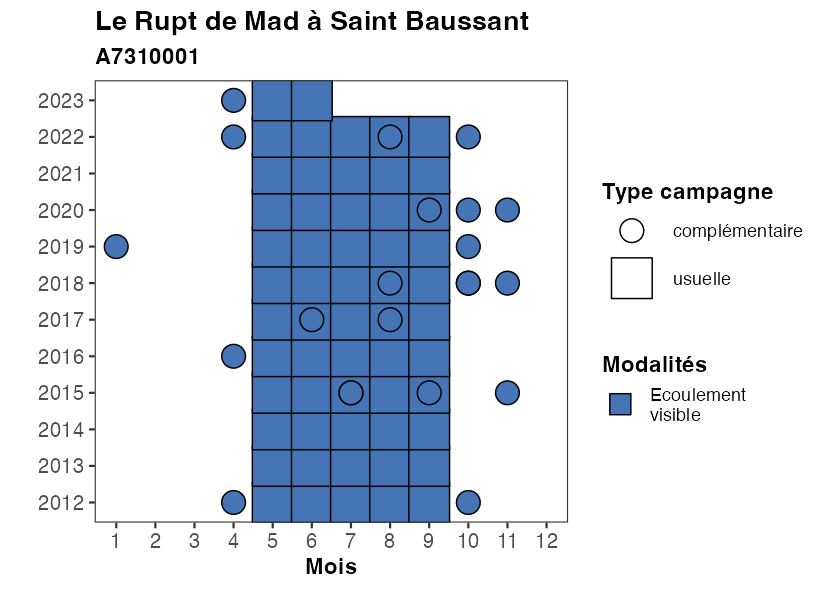 Le Rupt de Mad à Saint Baussant
A7310001
2023
2022
2021
2020
2019
2018
2017
2016
2015
2014
2013
2012
1 2 3 4 5 6 7 8 9 10 11 12
Mois
Type campagne
complémentaire
usuelle
Modalités
Ecoulement
visible